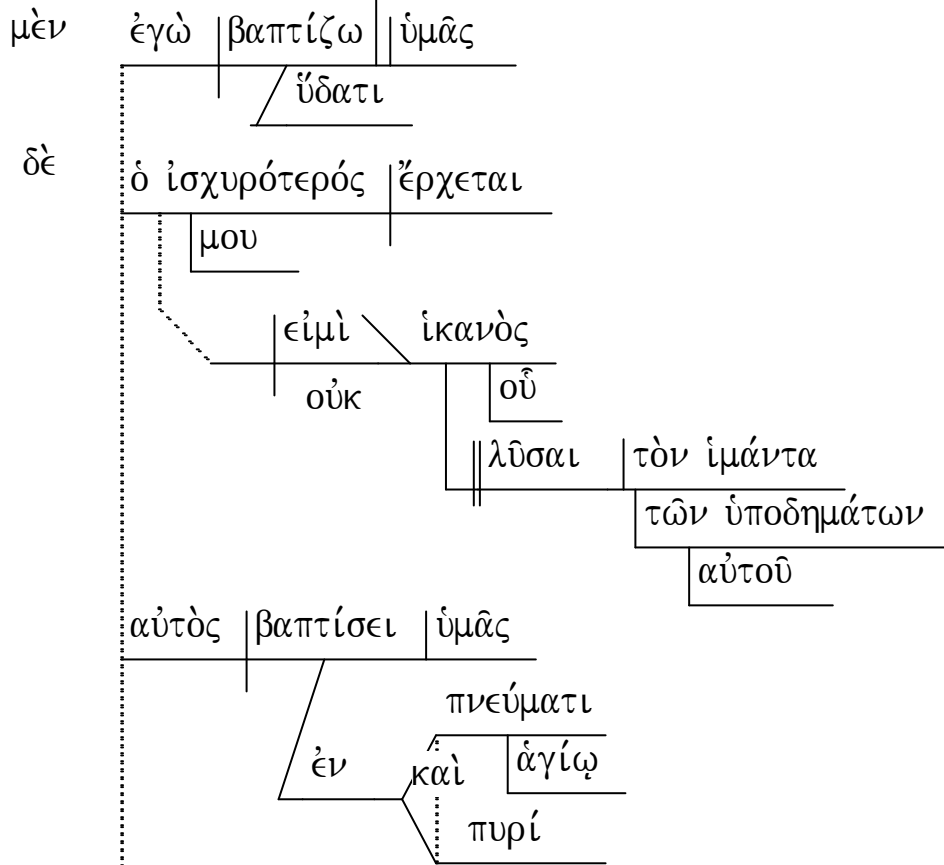 μὲν ἐγὼ βαπτίζω ὑμᾶς
ὕδατι
δὲ
ὁ ἰσχυρότερός ἔρχεται
μου
εἰμὶ ἱκανὸς
οὐκ οὗ
λῦσαι τὸν ἱμάντα
τῶν ὑποδημάτων
αὐτοῦ
αὐτὸς βαπτίσει ὑμᾶς
πνεύματι
ἐν καὶ ἁγίῳ
πυρί